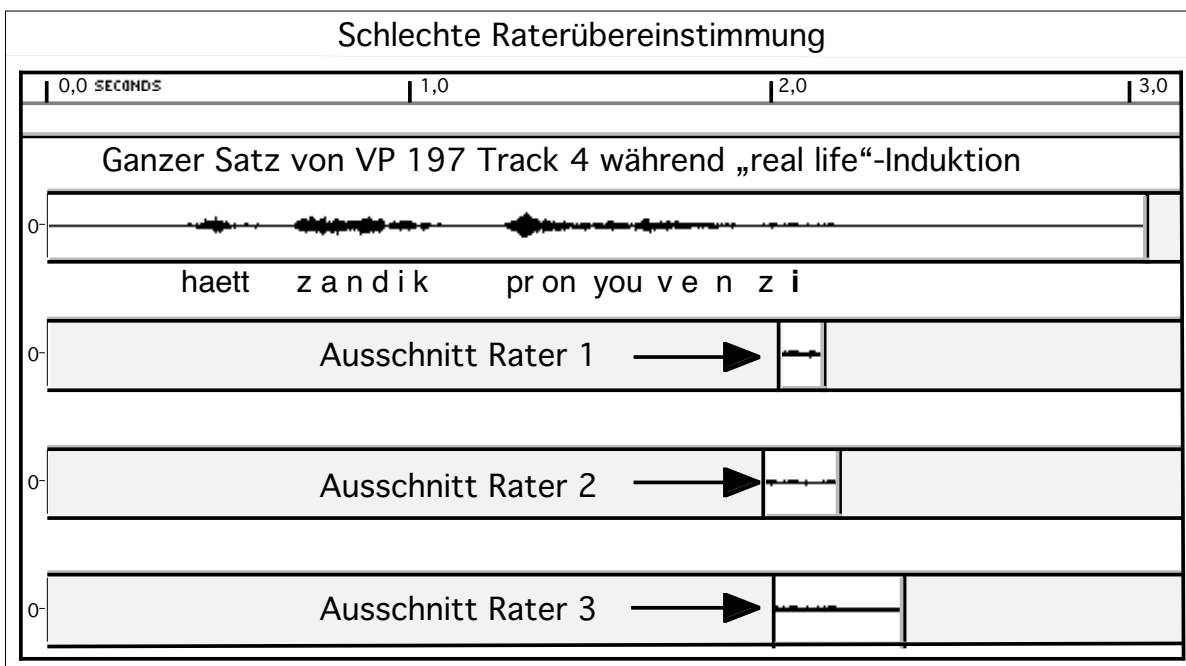 Schlechte Raterübereinstimmung
0,0 SECONDS 1,0 2,0 3,0
Ganzer Satz von VP 197 Track 4 während „real life“-Induktion
0
haett z a n d i k pr on you v e n z i
0
Ausschnitt Rater 1
0
Ausschnitt Rater 2
0
Ausschnitt Rater 3